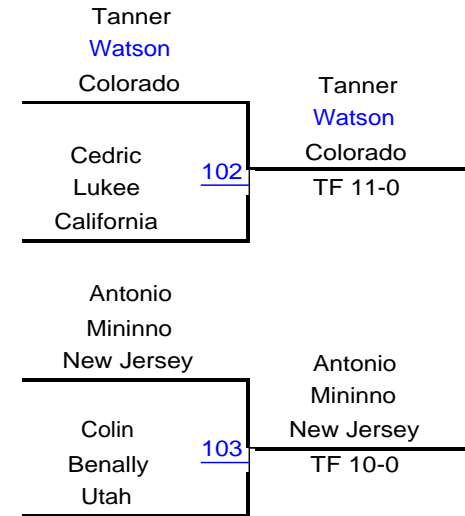 Tanner
Watson
Colorado
Tanner
Watson
Colorado
Cedric
Lukee
California
102
TF 11-0
Antonio
Mininno
New Jersey
Antonio
Mininno
New Jersey
Colin
Benally
Utah
103
TF 10-0